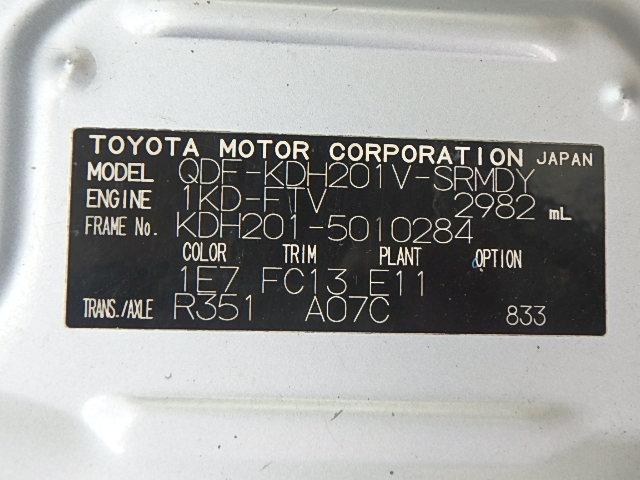 TOYOTA MOTOR CORPORATION JAPAN
MODEL QDF-KDH201V-SRMDY
ENGINE 1KD-FTV 2982 mL
FRAME No. KDH201-5010284
COLOR TRIM PLANT OPTION
1E7 FC13 E11
TRANS./AXLE R351 A07C 833